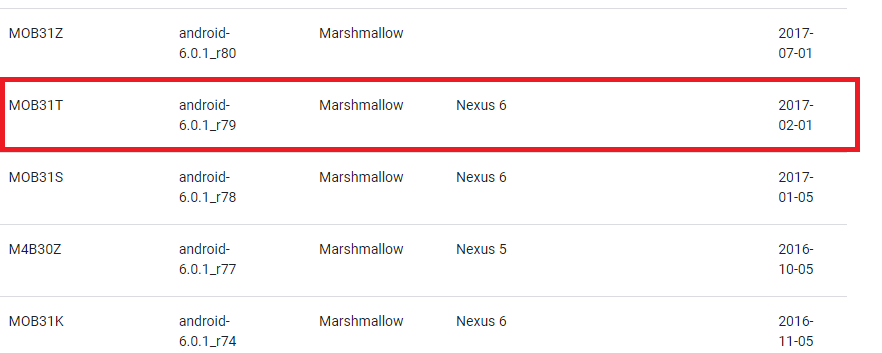 MOB31Z android- Marshmallow 2017-
6.0.1_r80 07-01
MOB31T android- Marshmallow Nexus 6 2017-
6.0.1_r79 02-01
MOB31S android- Marshmallow Nexus 6 2017-
6.0.1_r78 01-05
M4B30Z android- Marshmallow Nexus 5 2016-
6.0.1_r77 10-05
MOB31K android- Marshmallow Nexus 6 2016-
6.0.1_r74 11-05